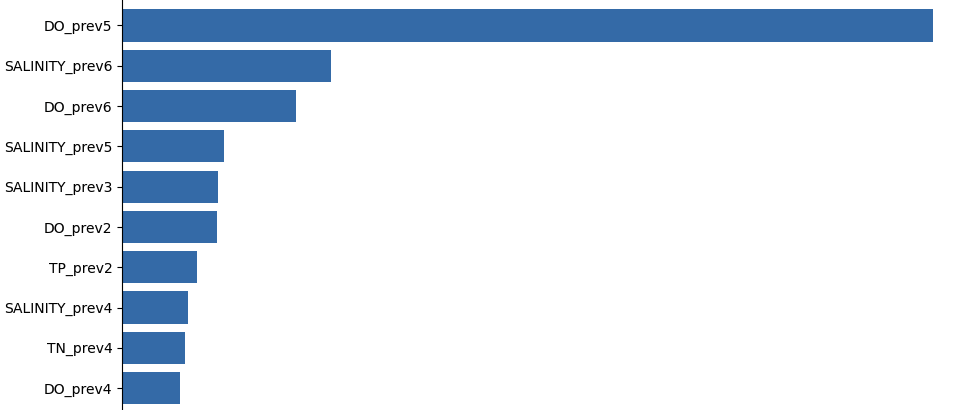 DO_prev5
SALINITY_prev6
DO_prev6
SALINITY_prev5
SALINITY_prev3
DO_prev2
TP_prev2
SALINITY_prev4
TN_prev4
DO_prev4